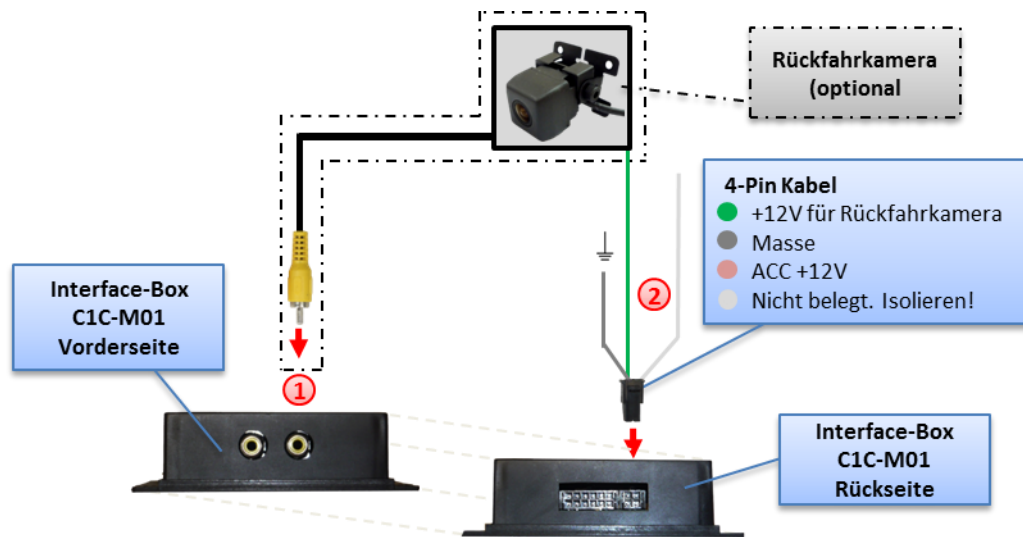 Rückfahrkamera
(optional
4-Pin Kabel
+12V für Rückfahrkamera
Masse
ACC +12V
Nicht belegt. Isolieren!
2
Interface-Box
C1C-M01
Vorderseite
1
Interface-Box
C1C-M01
Rückseite